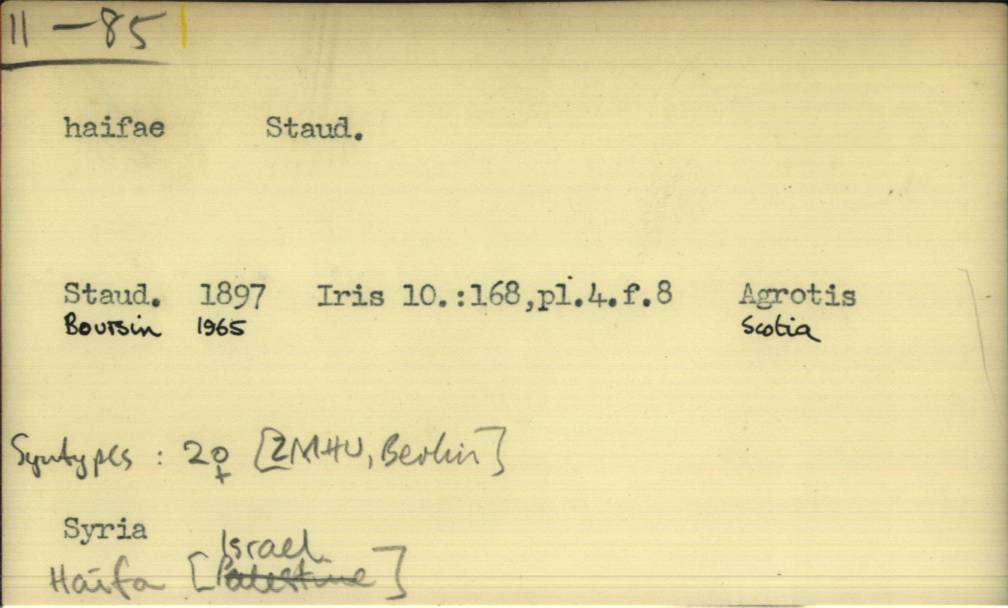 11-85
haifae Staud.
Staud. 1897 Iris 10.:168,pl.4.f.8 Agrotis
Boursin 1965 Scotia
Syntypes : 2♀ [ZMHU, Berlin]
Syria
Israel
Haifa [Palestine]